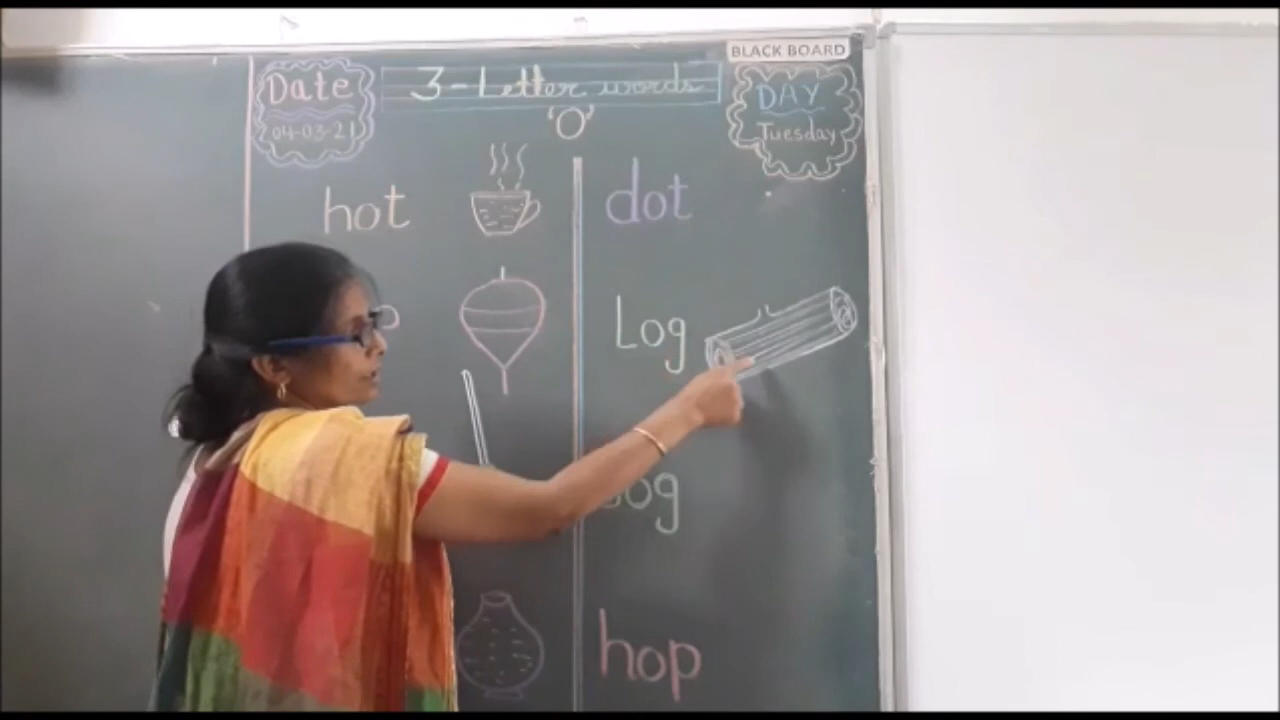 BLACK BOARD
Date
04-03-21
3-Letter words
'O'
DAY
Tuesday
hot
dot
Log
hop